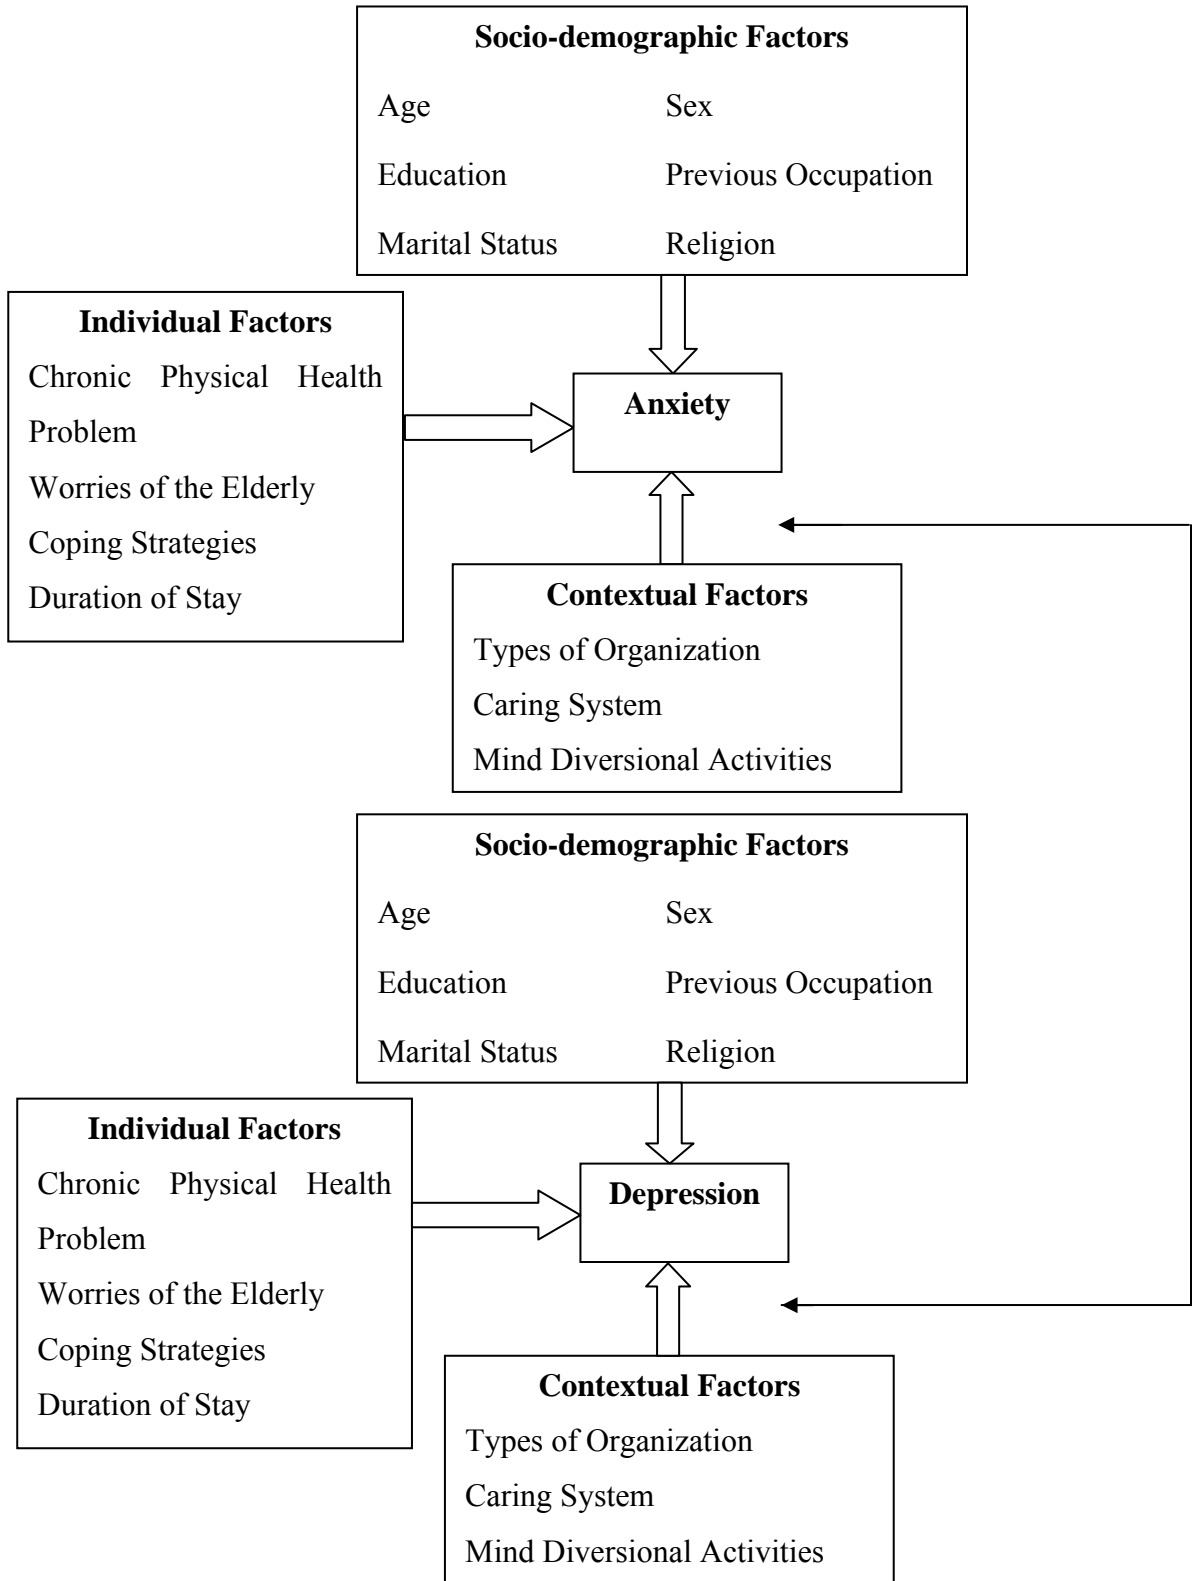 Socio-demographic Factors
Age Sex
Education Previous Occupation
Marital Status Religion
Individual Factors
Chronic Physical Health
Problem
Worries of the Elderly
Coping Strategies
Duration of Stay
Anxiety
Contextual Factors
Types of Organization
Caring System
Mind Diversional Activities
Socio-demographic Factors
Age Sex
Education Previous Occupation
Marital Status Religion
Individual Factors
Chronic Physical Health
Problem
Worries of the Elderly
Coping Strategies
Duration of Stay
Depression
Contextual Factors
Types of Organization
Caring System
Mind Diversional Activities